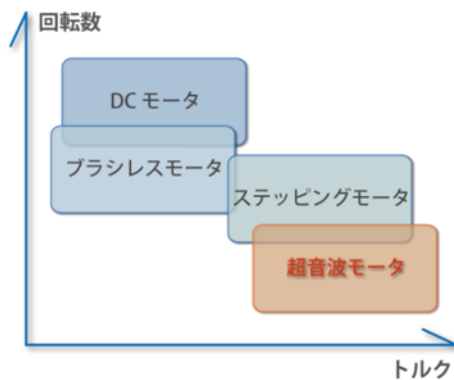 回転数
DC モータ
ブラシレスモータ
ステッピングモータ
超音波モータ
トルク